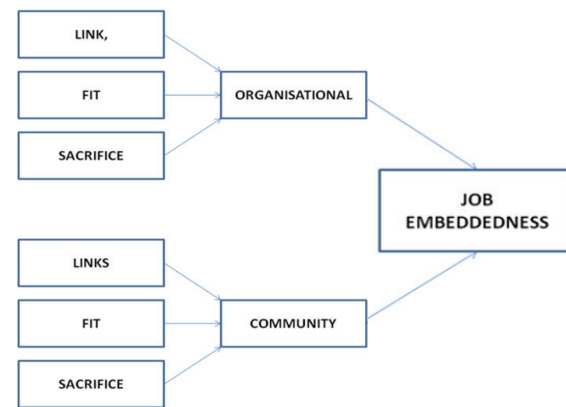 LINK,
FIT
SACRIFICE
ORGANISATIONAL
JOB
EMBEDDEDNESS
LINKS
FIT
SACRIFICE
COMMUNITY